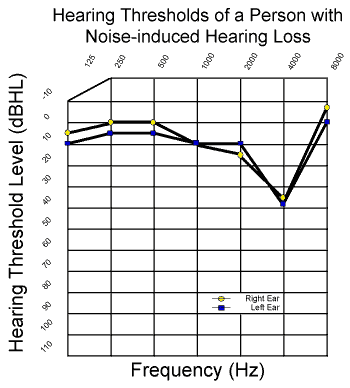 Hearing Thresholds of a Person with
Noise-induced Hearing Loss
125 250 500 1000 2000 4000 8000
Hearing Threshold Level (dBHL)
-10
0
10
20
30
40
50
60
70
80
90
100
110
Right Ear
Left Ear
Frequency (Hz)